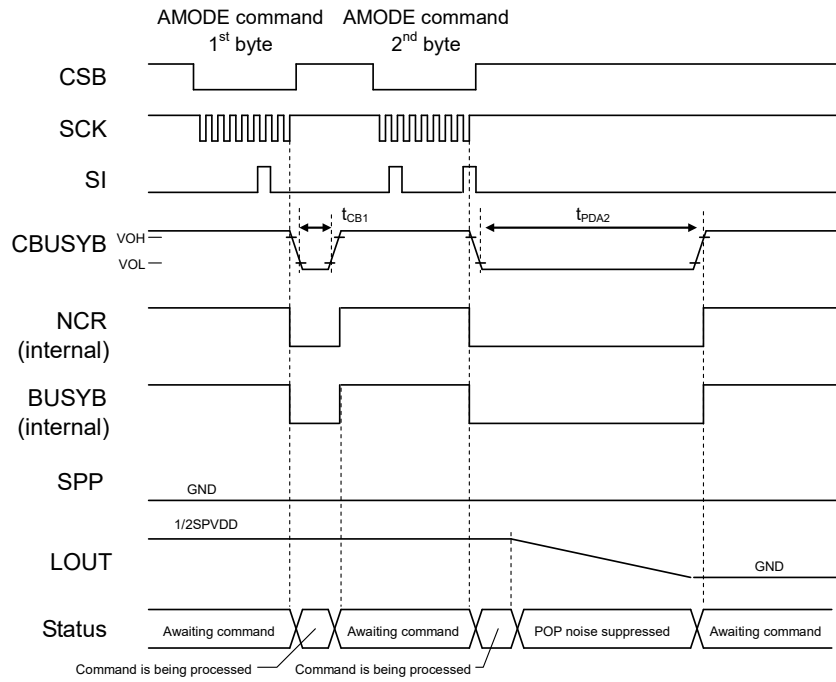 AMODE command
1st byte
AMODE command
2nd byte
CSB
SCK
SI
tCB1
tPDA2
CBUSYB
VOH
VOL
NCR
(internal)
BUSYB
(internal)
SPP
GND
1/2SPVDD
LOUT
GND
Status
Awaiting command
Awaiting command
POP noise suppressed
Awaiting command
Command is being processed
Command is being processed